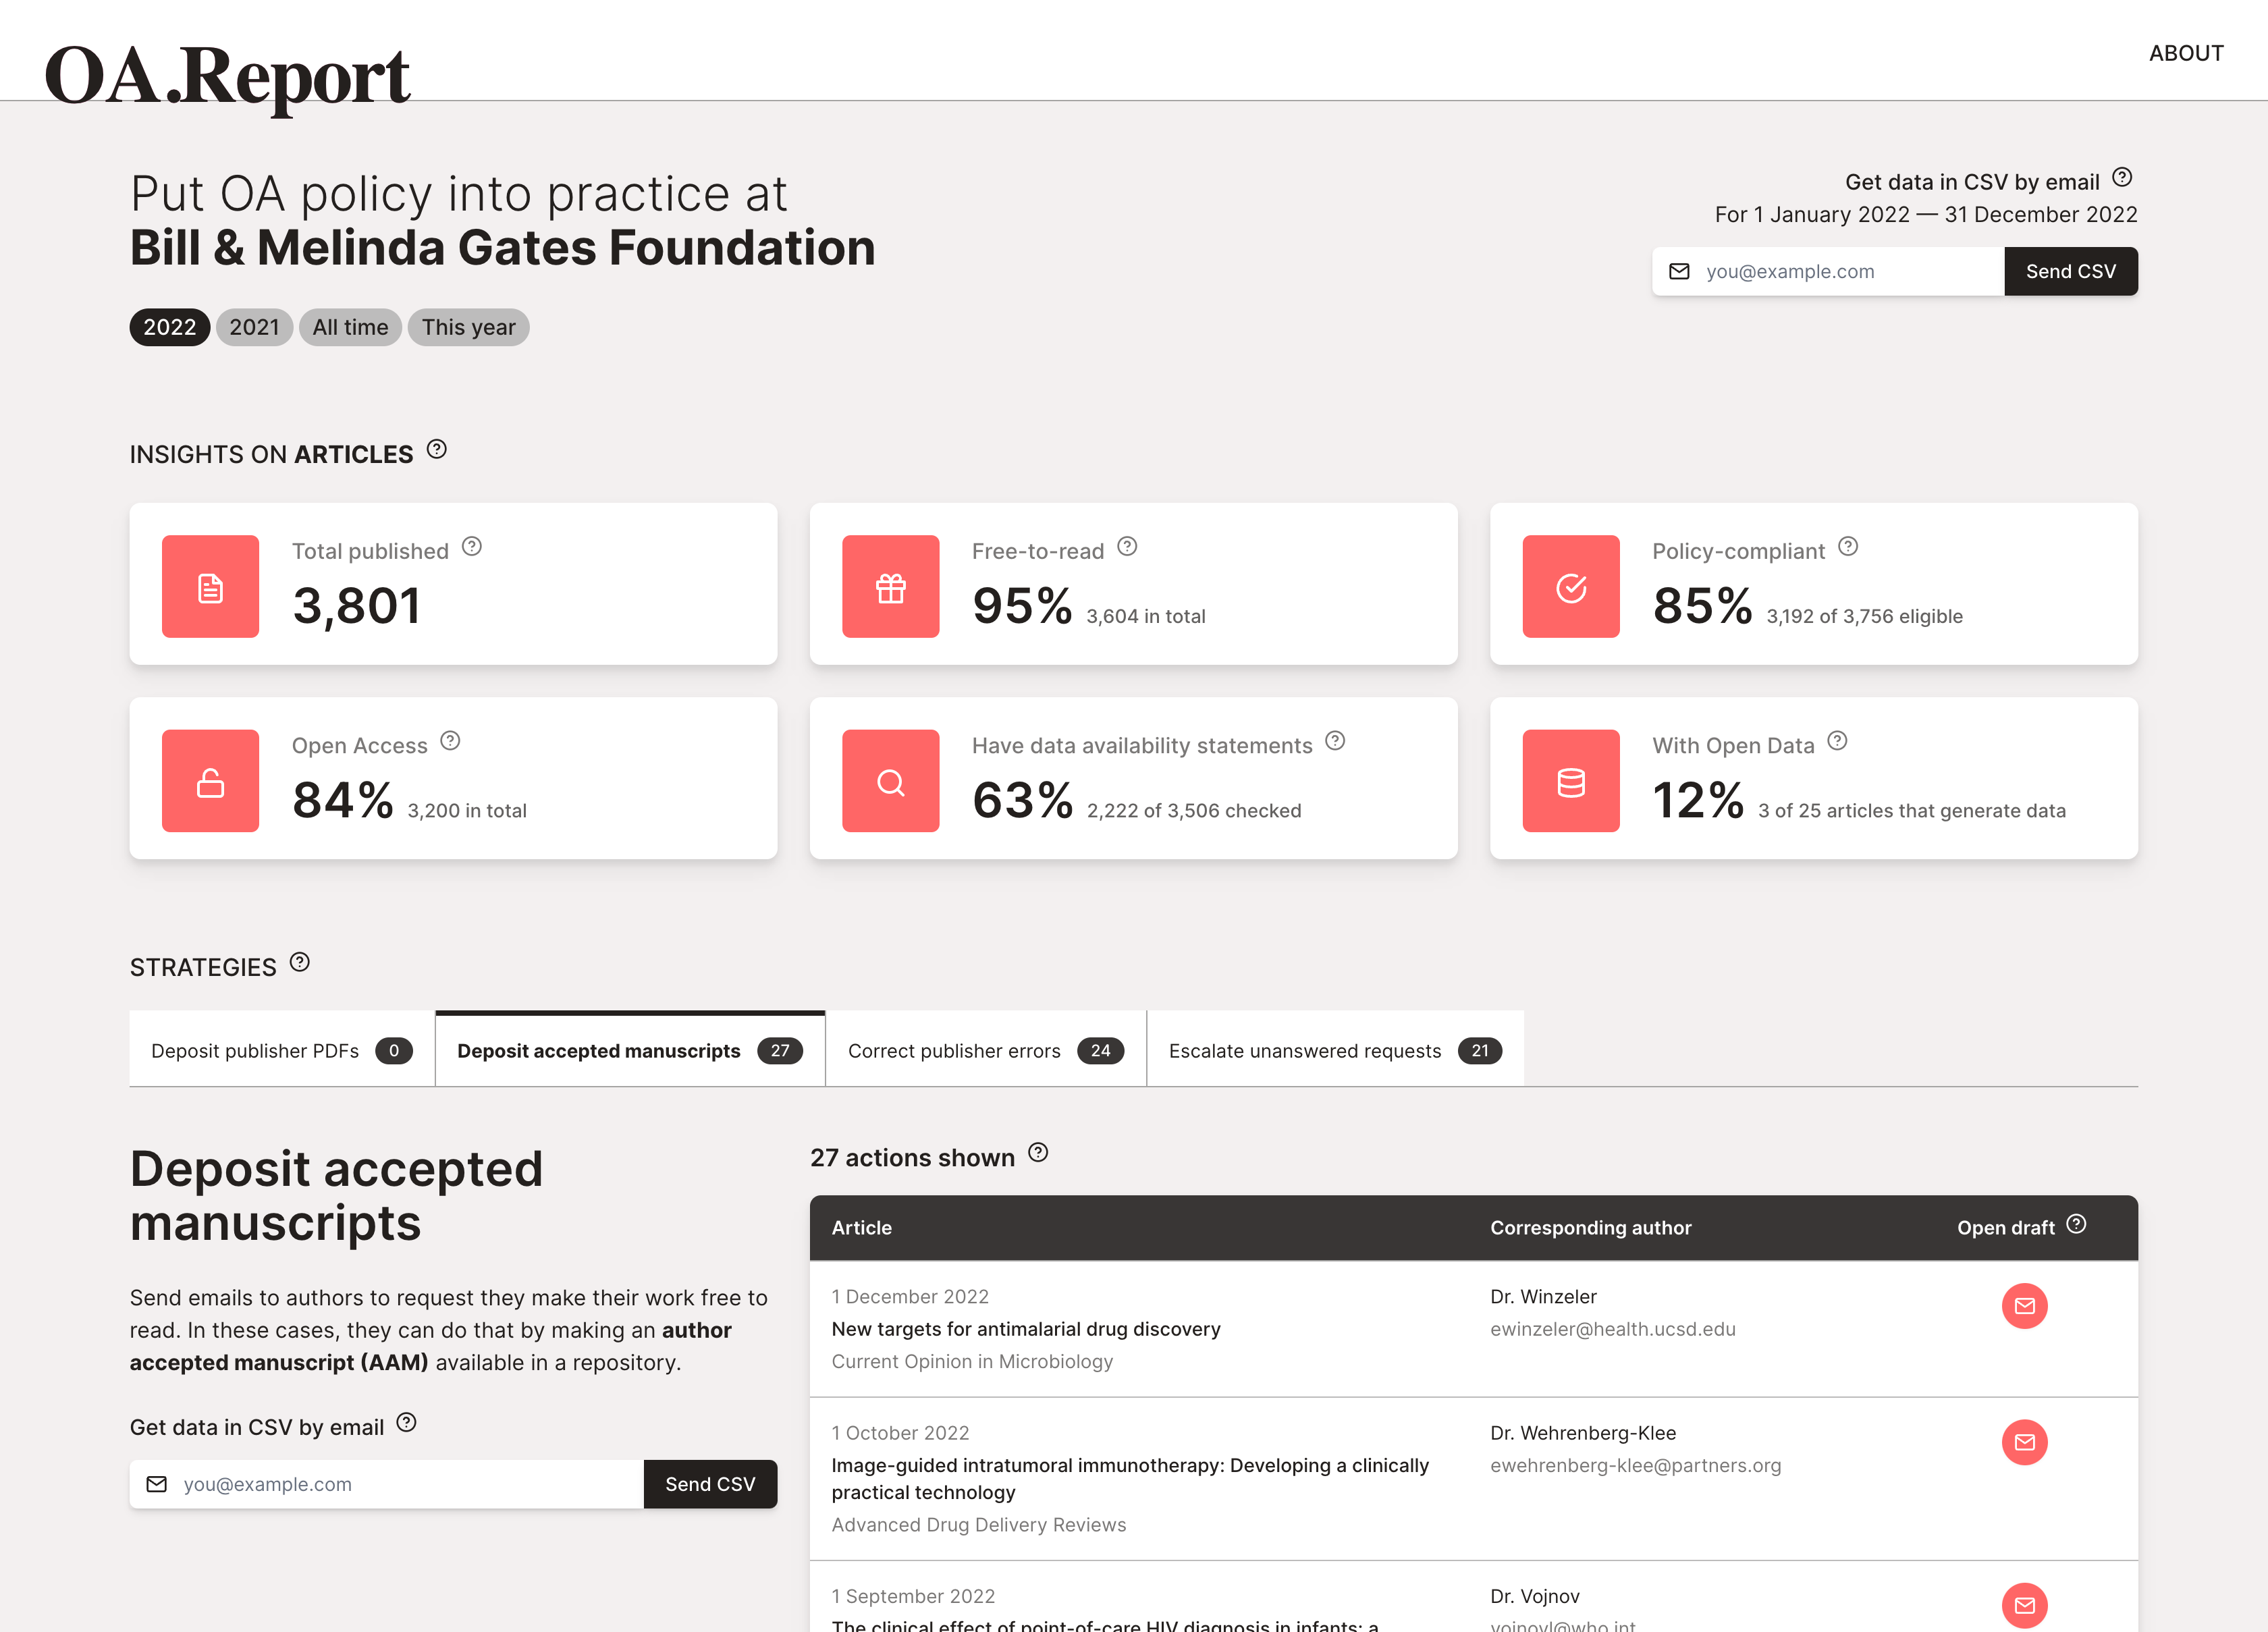 OA.Report
ABOUT
Put OA policy into practice at
Bill & Melinda Gates Foundation
2022
2021
All time
This year
Get data in CSV by email
For 1 January 2022 — 31 December 2022
you@example.com
Send CSV
INSIGHTS ON ARTICLES
Total published
3,801
Free-to-read
95% 3,604 in total
Policy-compliant
85% 3,192 of 3,756 eligible
Open Access
84% 3,200 in total
Have data availability statements
63% 2,222 of 3,506 checked
With Open Data
12% 3 of 25 articles that generate data
STRATEGIES
Deposit publisher PDFs 0
Deposit accepted manuscripts 27
Correct publisher errors 24
Escalate unanswered requests 21
Deposit accepted
manuscripts
Send emails to authors to request they make their work free to
read. In these cases, they can do that by making an author
accepted manuscript (AAM) available in a repository.
Get data in CSV by email
you@example.com
Send CSV
27 actions shown
Article
Corresponding author
Open draft
1 December 2022
New targets for antimalarial drug discovery
Current Opinion in Microbiology
Dr. Winzeler
ewinzeler@health.ucsd.edu
1 October 2022
Image-guided intratumoral immunotherapy: Developing a clinically
practical technology
Advanced Drug Delivery Reviews
Dr. Wehrenberg-Klee
ewehrenberg-klee@partners.org
1 September 2022
The clinical effect of point-of-care HIV diagnosis in infants: a
Dr. Vojnov
vojnovl@who.int